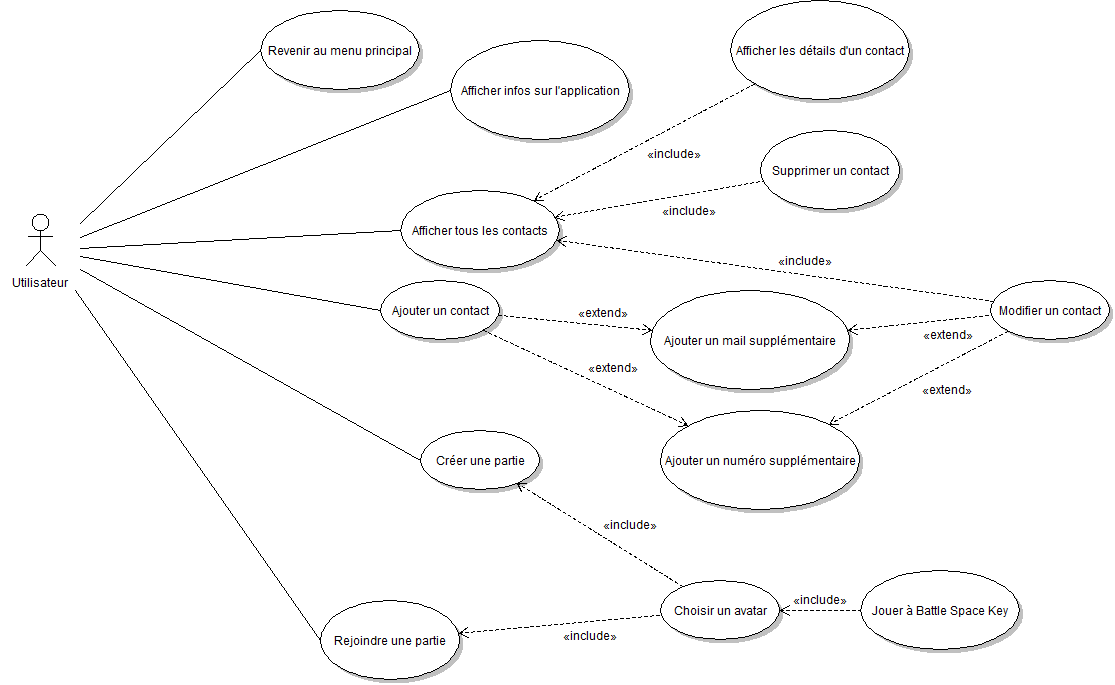 Revenir au menu principal
Afficher les détails d'un contact
Afficher infos sur l'application
«include»
Supprimer un contact
«include»
Afficher tous les contacts
«include»
Utilisateur
Ajouter un contact
«extend»
Modifier un contact
Ajouter un mail supplémentaire
«extend»
«extend»
«extend»
Créer une partie
Ajouter un numéro supplémentaire
«include»
«include»
Choisir un avatar
Jouer à Battle Space Key
«include»
Rejoindre une partie